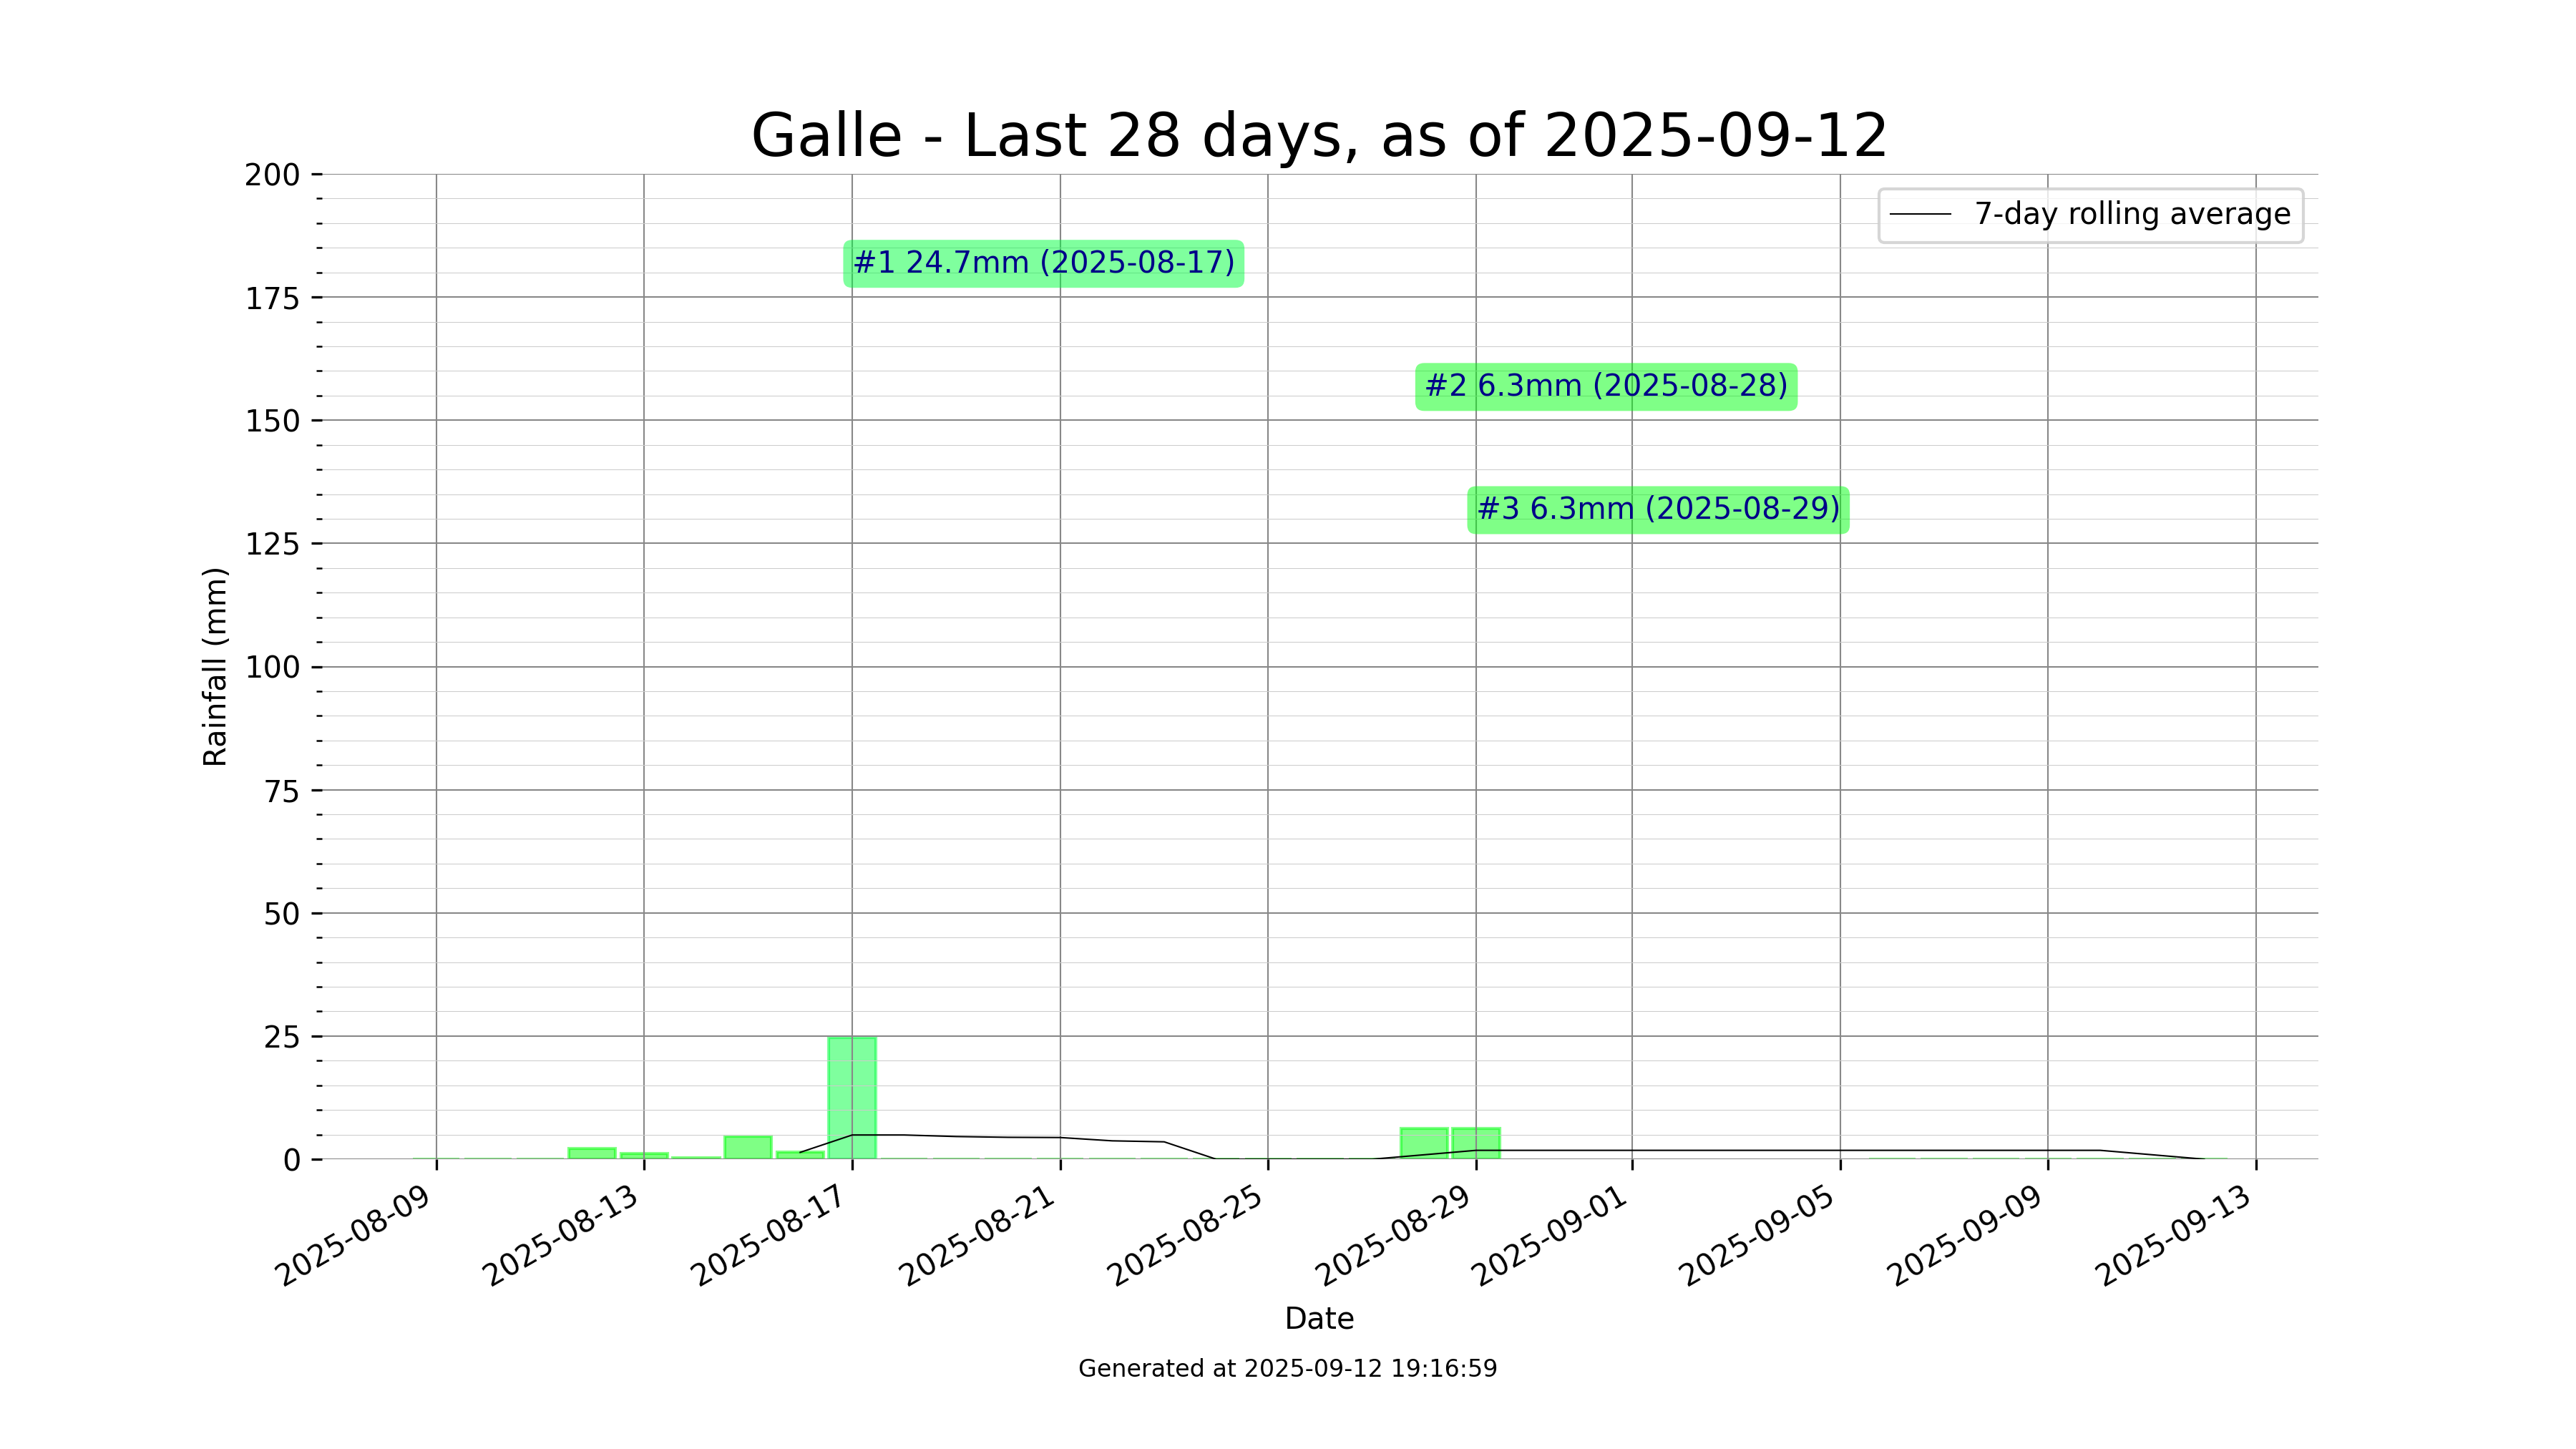 Galle - Last 28 days, as of 2025-09-12
7-day rolling average
#1 24.7mm (2025-08-17)
#2 6.3mm (2025-08-28)
#3 6.3mm (2025-08-29)
Rainfall (mm)
200
175
150
125
100
75
50
25
0
2025-08-09
2025-08-13
2025-08-17
2025-08-21
2025-08-25
2025-08-29
2025-09-01
2025-09-05
2025-09-09
2025-09-13
Date
Generated at 2025-09-12 19:16:59